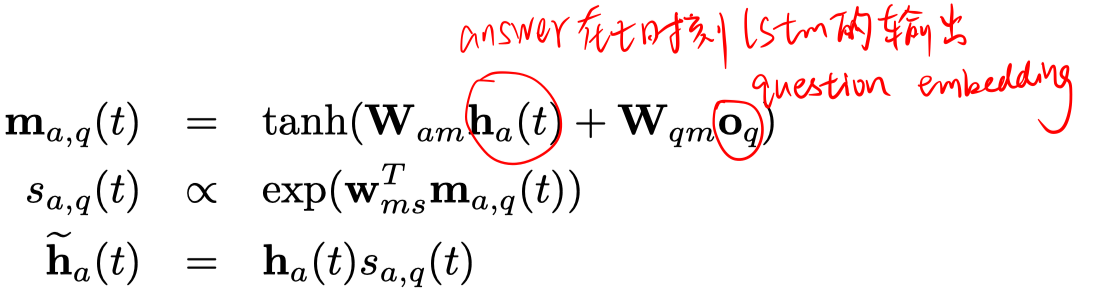 answer在t时刻lstm的输出
question embedding
m_{a,q}(t) = tanh(W_{am}h_a(t) + W_{qm}o_q)
s_{a,q}(t) ∝ exp(w_{ms}^T m_{a,q}(t))
h̃_a(t) = h_a(t)s_{a,q}(t)